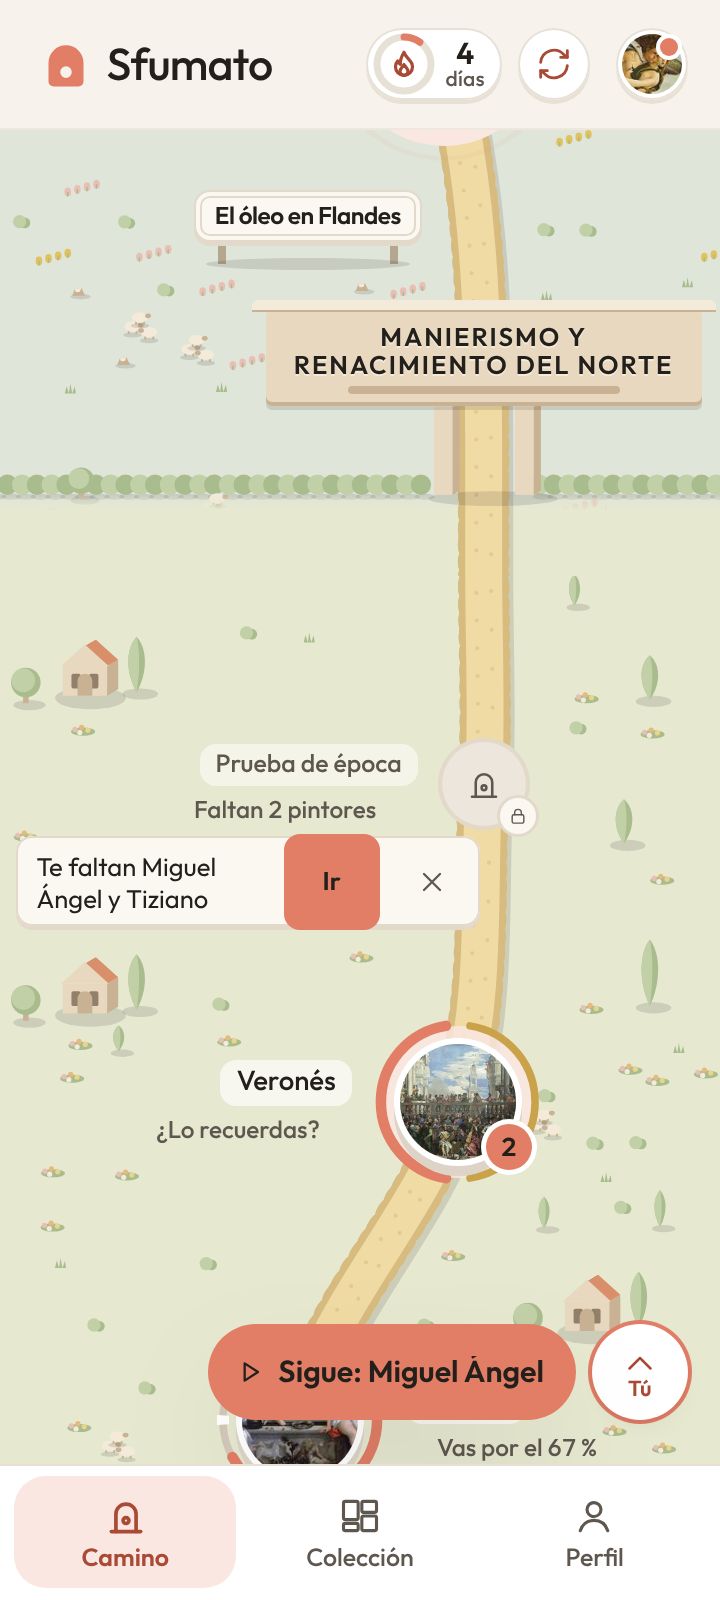 Sfumato
4
días
El óleo en Flandes
MANIERISMO Y
RENACIMIENTO DEL NORTE
Prueba de época
Faltan 2 pintores
Te faltan Miguel
Ángel y Tiziano
Ir
Veronés
¿Lo recuerdas?
2
Sigue: Miguel Ángel
Tú
Vas por el 67 %
Camino
Colección
Perfil